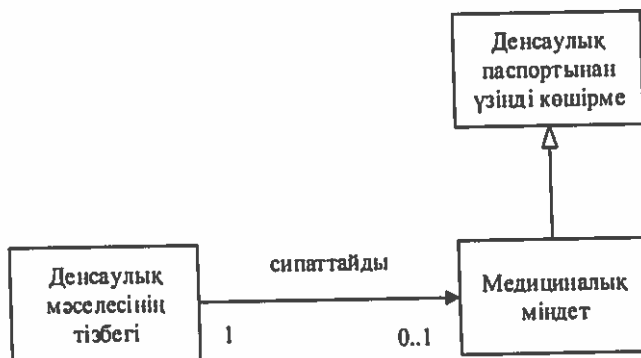 Денсаулық
паспортынан
үзінді көшірме
сипаттайды
Денсаулық
мәселесінің
тізбегі
1
0..1
Медициналық
міндет